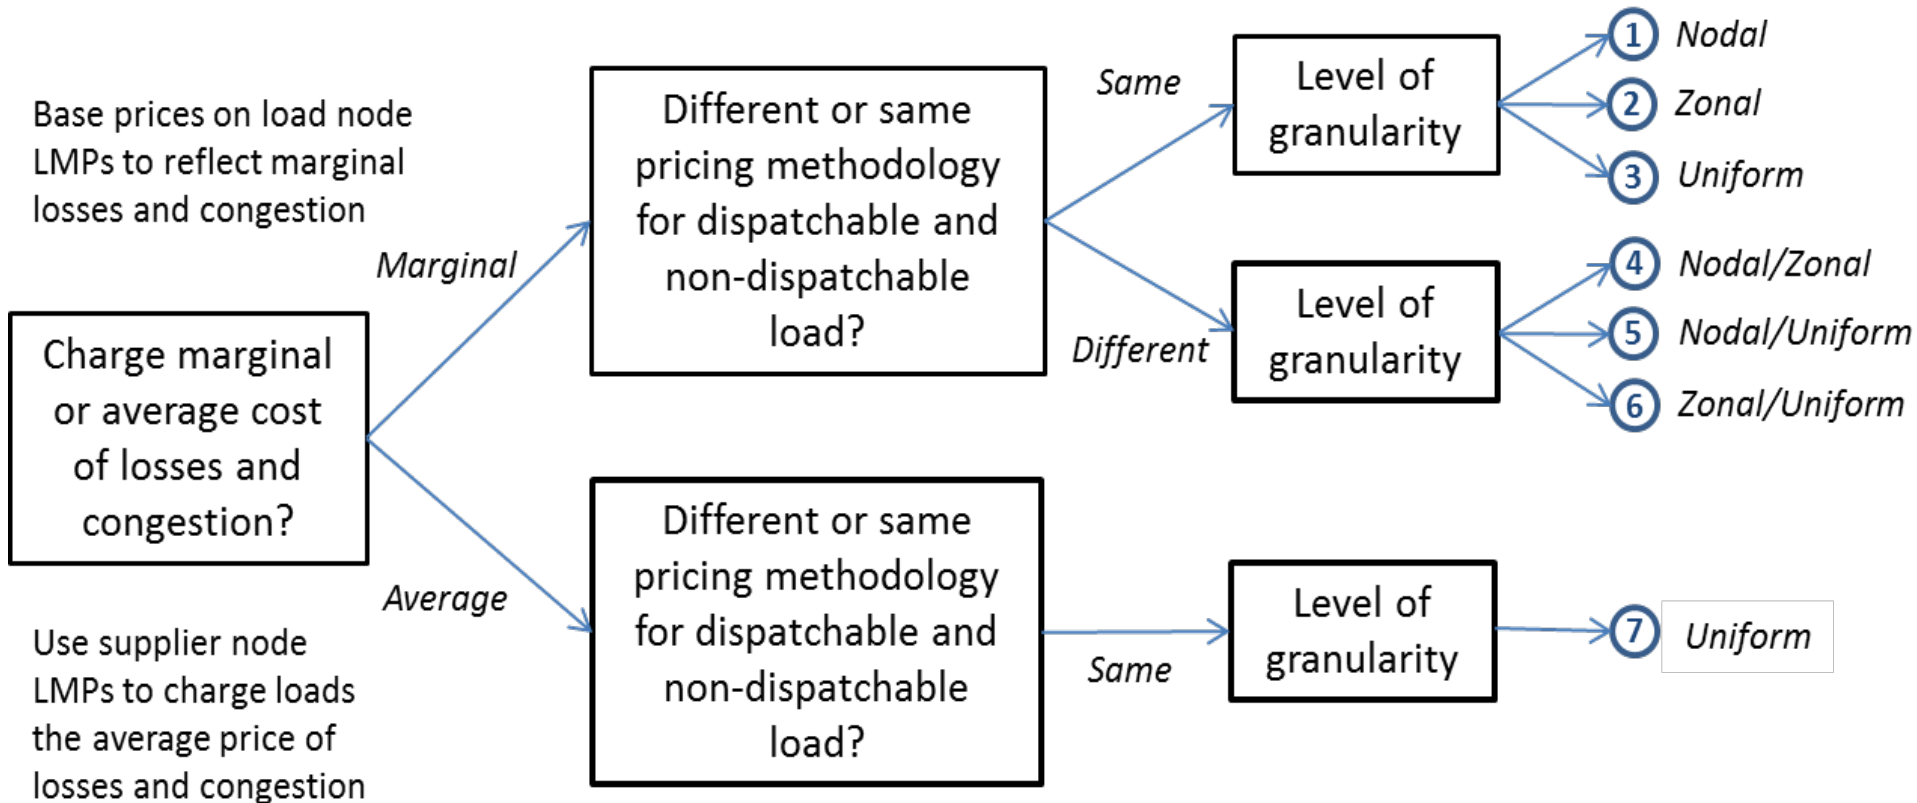 Base prices on load node
LMPs to reflect marginal
losses and congestion
Marginal
Charge marginal
or average cost
of losses and
congestion?
Average
Use supplier node
LMPs to charge loads
the average price of
losses and congestion
Different or same
pricing methodology
for dispatchable and
non-dispatchable
load?
Same
Different
Level of
granularity
1 Nodal
2 Zonal
3 Uniform
Level of
granularity
4 Nodal/Zonal
5 Nodal/Uniform
6 Zonal/Uniform
Different or same
pricing methodology
for dispatchable and
non-dispatchable
load?
Same
Level of
granularity
7 Uniform